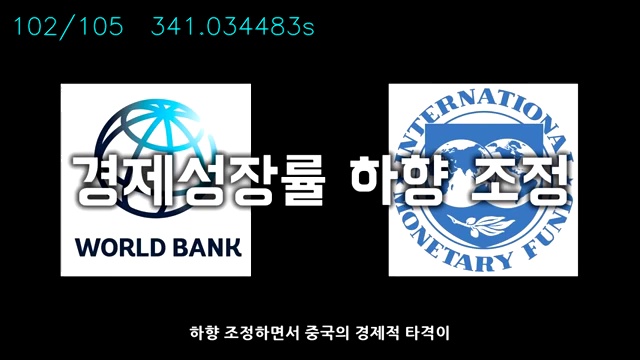 102/105 341.034483s
경제성장률 하향 조정
WORLD BANK
INTERNATIONAL MONETARY FUND
하향 조정하면서 중국의 경제적 타격이